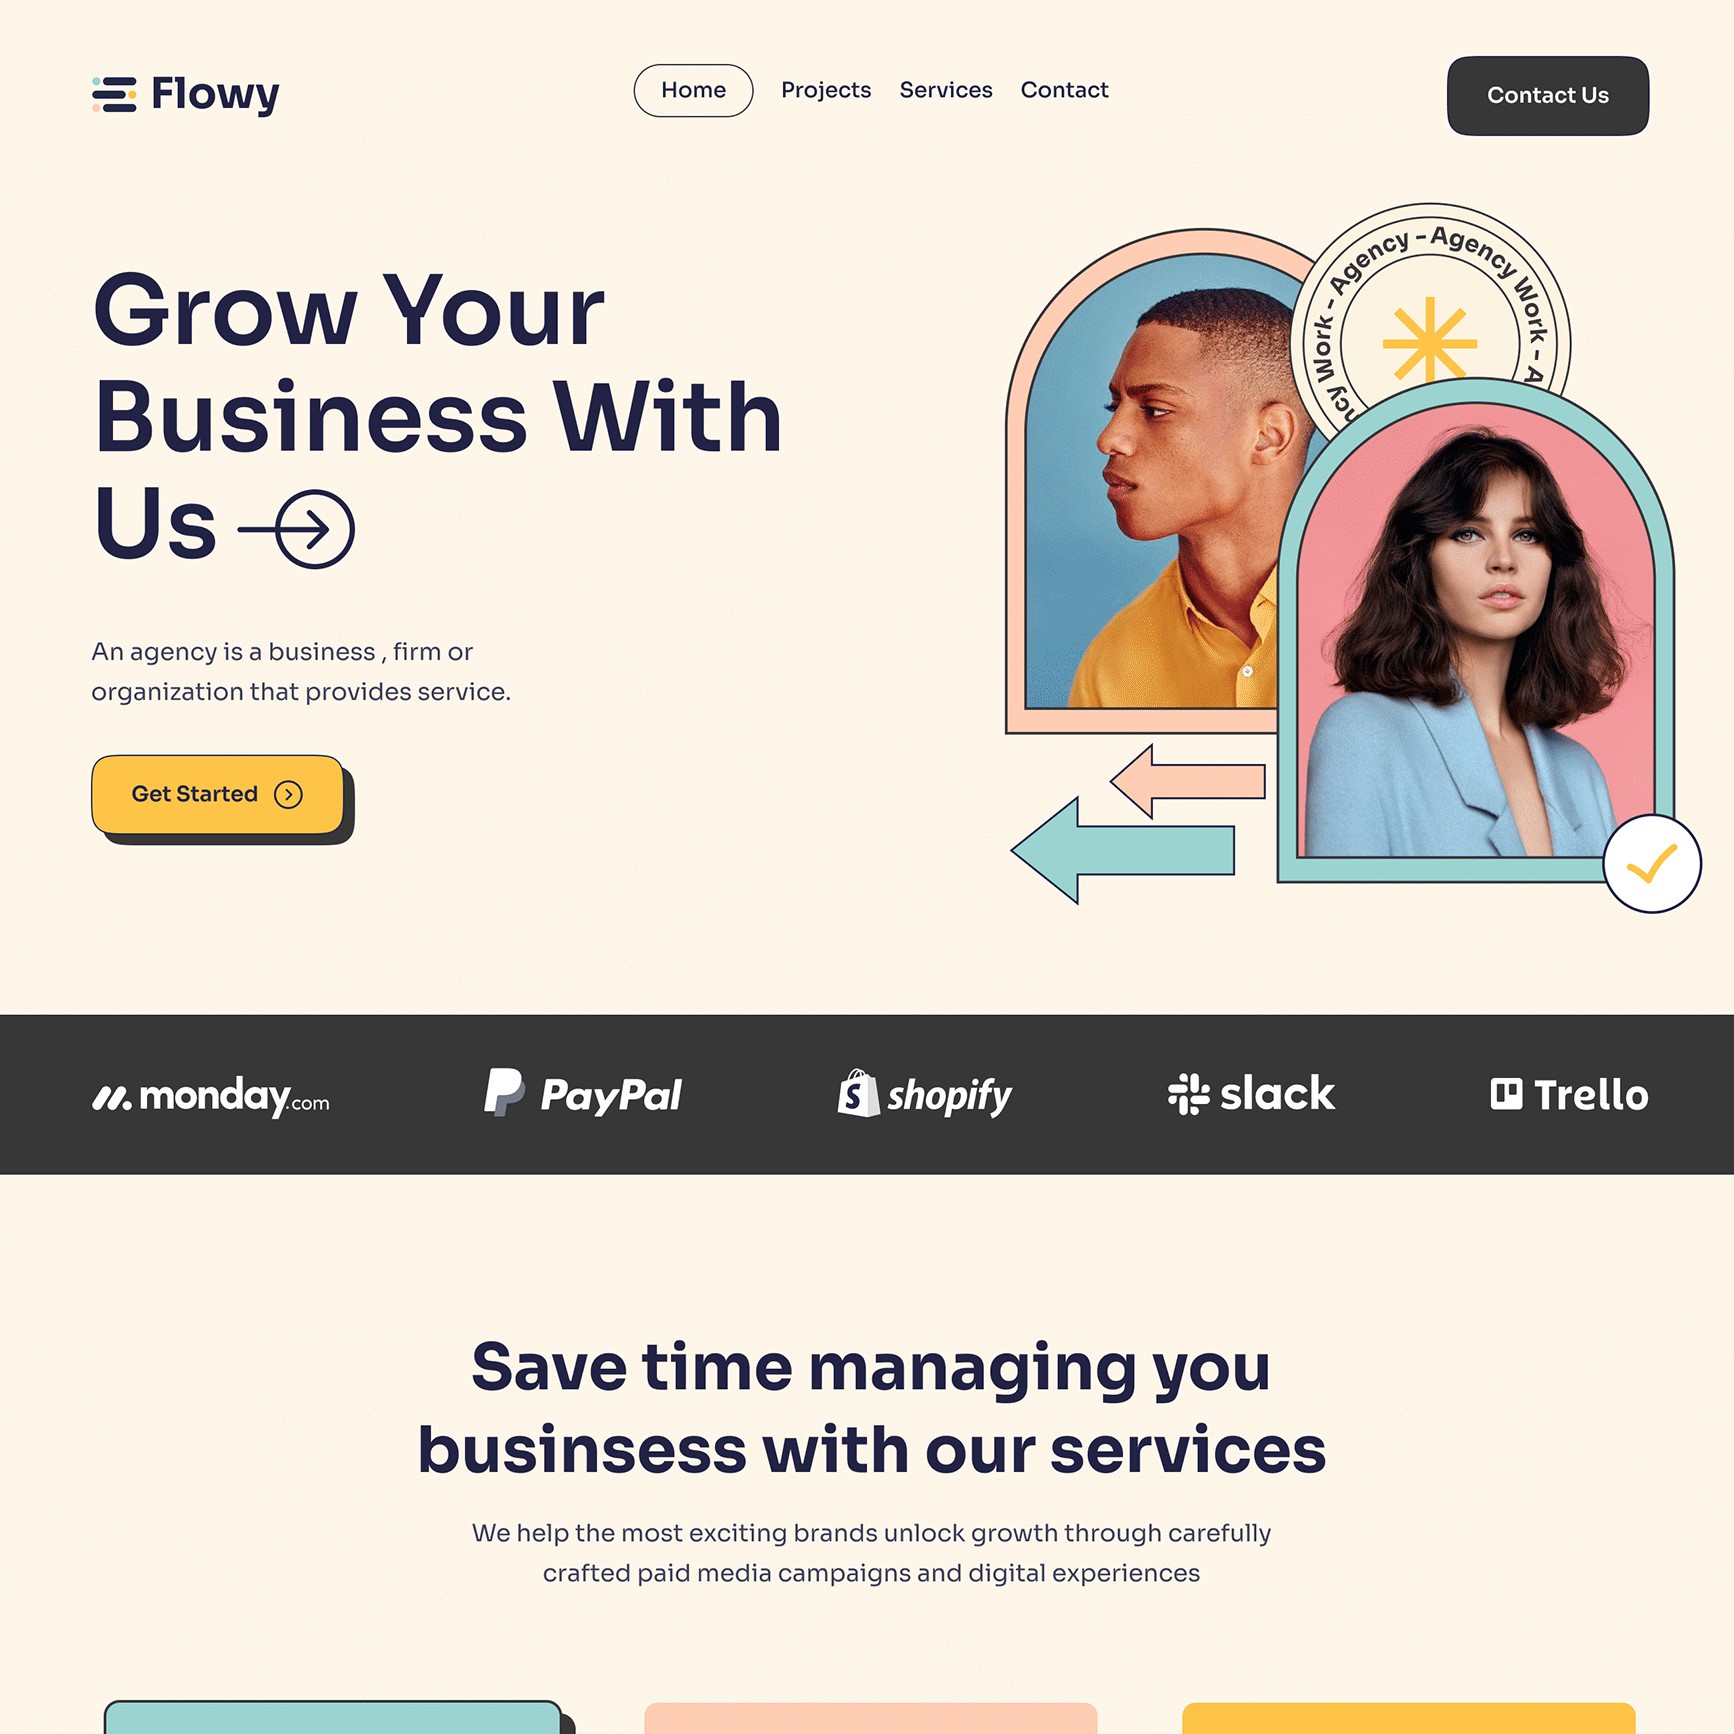 Flowy
Home Projects Services Contact
Contact Us
Grow Your
Business With
Us
An agency is a business , firm or
organization that provides service.
Get Started
Work - Agency - Agency Work -
monday.com
PayPal
shopify
slack
Trello
Save time managing you
businsess with our services
We help the most exciting brands unlock growth through carefully
crafted paid media campaigns and digital experiences